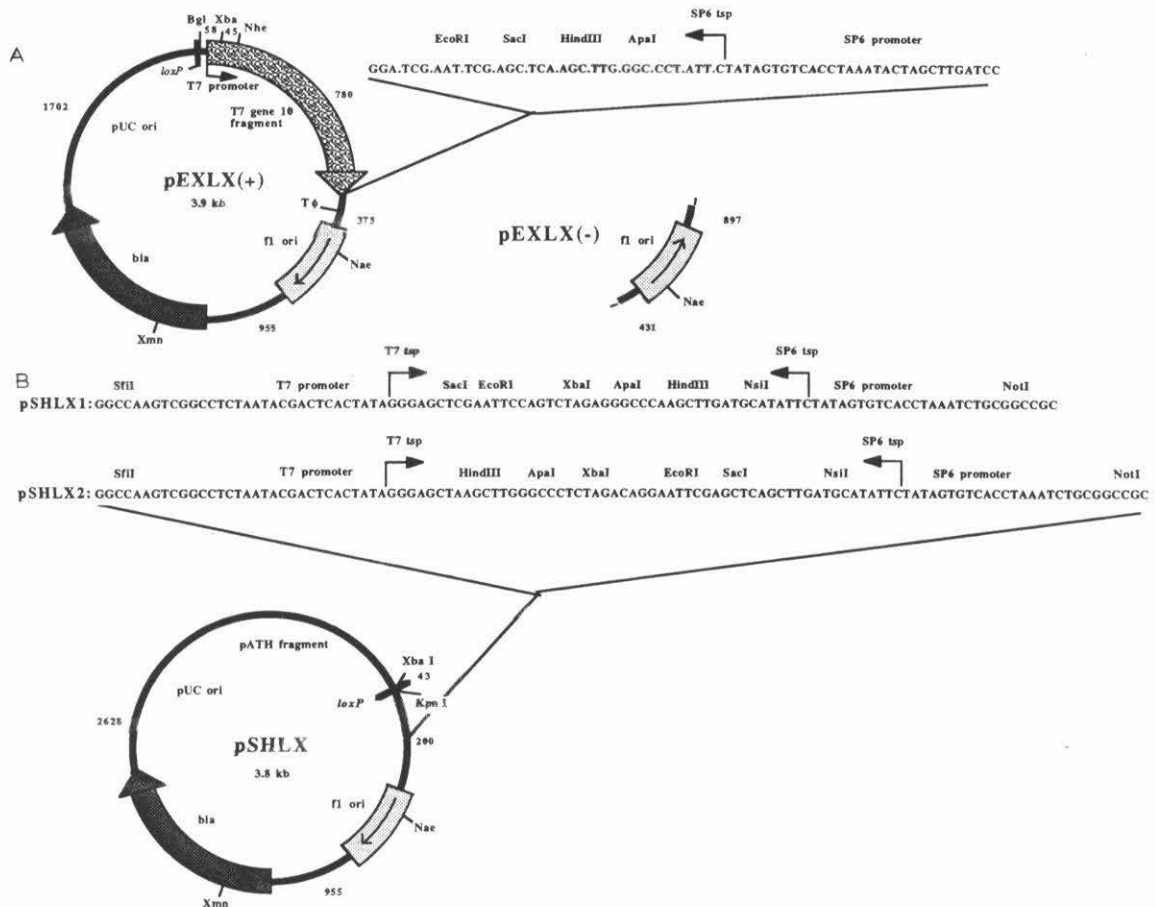 A
Bgl
Xba
58
45
Nhe
loxP
T7 promoter
1702
pUC ori
T7 gene 10
fragment
780
pEXLX(+)
3.9 kb
Tϕ
375
f1 ori
Nae
bla
Xmn
955
EcoRI SacI HindIII ApaI SP6 tsp SP6 promoter
GGA.TCG.AAT.TCG.AGC.TCA.AGC.TTG.GGC.CCT.ATT.CTATAGTGTCACCTAAATACTAGCTTGATCC
pEXLX(-)
f1 ori
897
Nae
431
B
T7 tsp SP6 tsp
SfiI T7 promoter SacI EcoRI XbaI ApaI HindIII NsiI SP6 promoter NotI
pSHLX1: GGCCAAGTCGGCCTCTAATACGACTCACTATAGGGAGCTCGAATTCCAGTCTAGAGGGCCCAAGCTTGATGCATATTCTATAGTGTCACCTAAATCTGCGGCCGC
T7 tsp SP6 tsp
SfiI T7 promoter HindIII ApaI XbaI EcoRI SacI NsiI SP6 promoter NotI
pSHLX2: GGCCAAGTCGGCCTCTAATACGACTCACTATAGGGAGCTAAGCTTGGGCCCTCTAGACAGGAATTCGAGCTCAGCTTGATGCATATTCTATAGTGTCACCTAAATCTGCGGCCGC
pATH fragment
Xba I
43
pUC ori
loxP
Kpn I
2628
pSHLX
3.8 kb
200
f1 ori
Nae
bla
Xmn
955